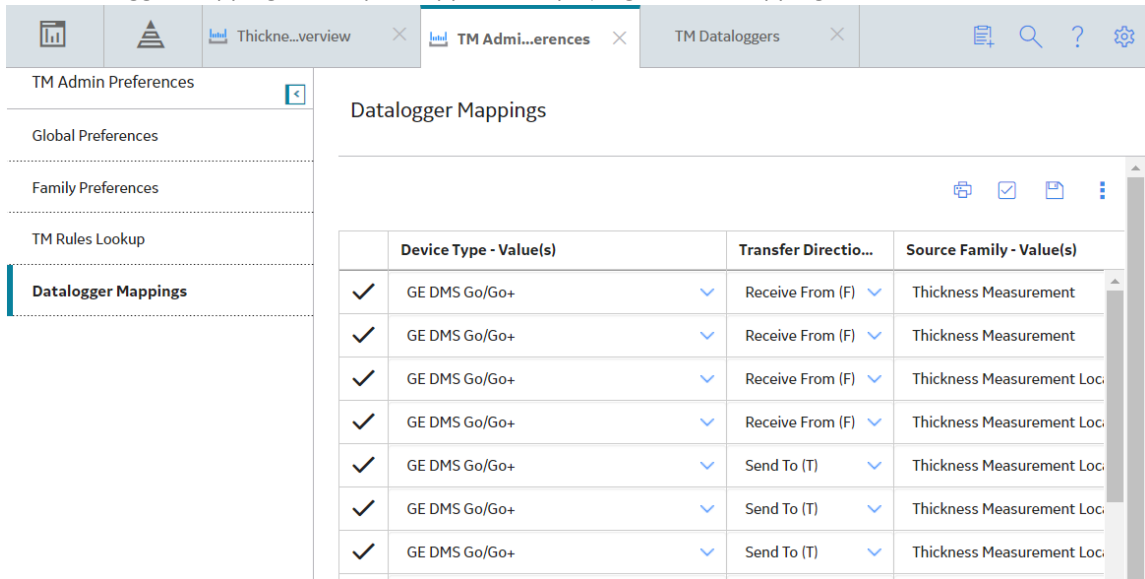 Thickne...verview
TM Admi...erences
TM Dataloggers
TM Admin Preferences
Global Preferences
Family Preferences
TM Rules Lookup
Datalogger Mappings
Datalogger Mappings
Device Type - Value(s) Transfer Directio... Source Family - Value(s)
GE DMS Go/Go+ Receive From (F) Thickness Measurement
GE DMS Go/Go+ Receive From (F) Thickness Measurement
GE DMS Go/Go+ Receive From (F) Thickness Measurement Loca
GE DMS Go/Go+ Receive From (F) Thickness Measurement Loca
GE DMS Go/Go+ Send To (T) Thickness Measurement Loca
GE DMS Go/Go+ Send To (T) Thickness Measurement Loca
GE DMS Go/Go+ Send To (T) Thickness Measurement Loca